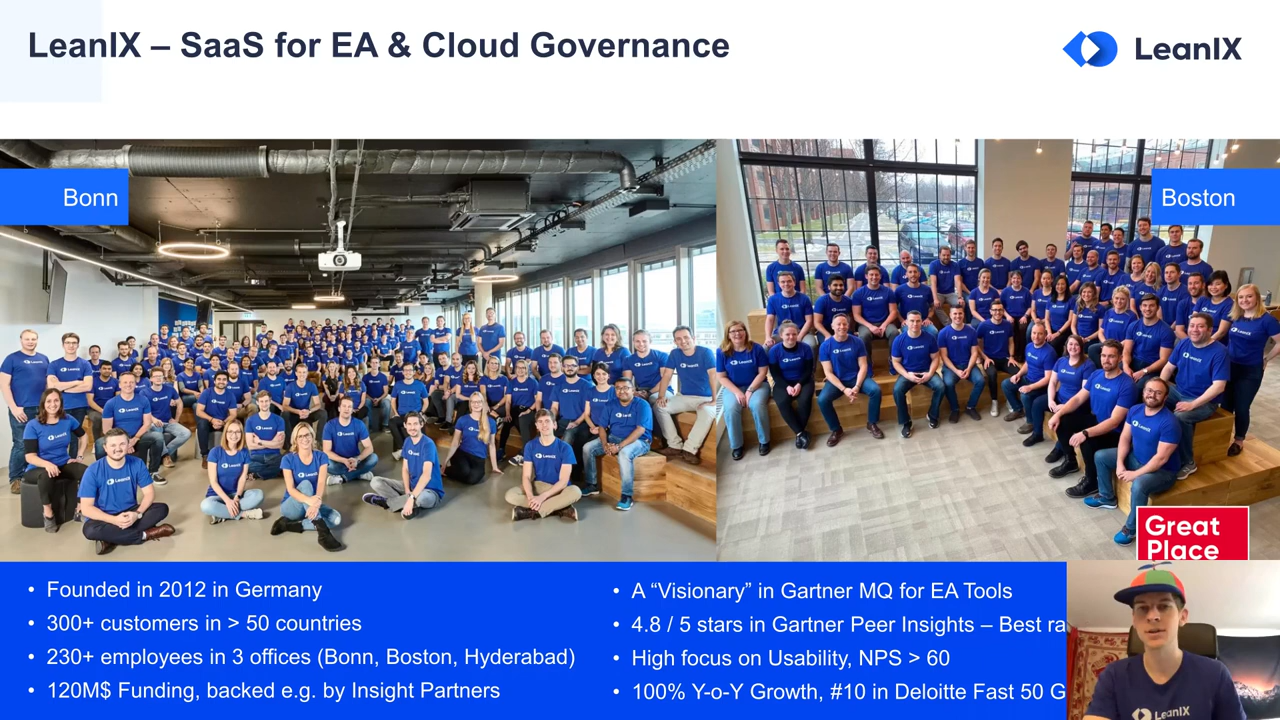 LeanIX – SaaS for EA & Cloud Governance
LeanIX
Bonn
Boston
Great
Place
• Founded in 2012 in Germany
• 300+ customers in > 50 countries
• 230+ employees in 3 offices (Bonn, Boston, Hyderabad)
• 120M$ Funding, backed e.g. by Insight Partners
• A “Visionary” in Gartner MQ for EA Tools
• 4.8 / 5 stars in Gartner Peer Insights – Best ra
• High focus on Usability, NPS > 60
• 100% Y-o-Y Growth, #10 in Deloitte Fast 50 G
LeanIX